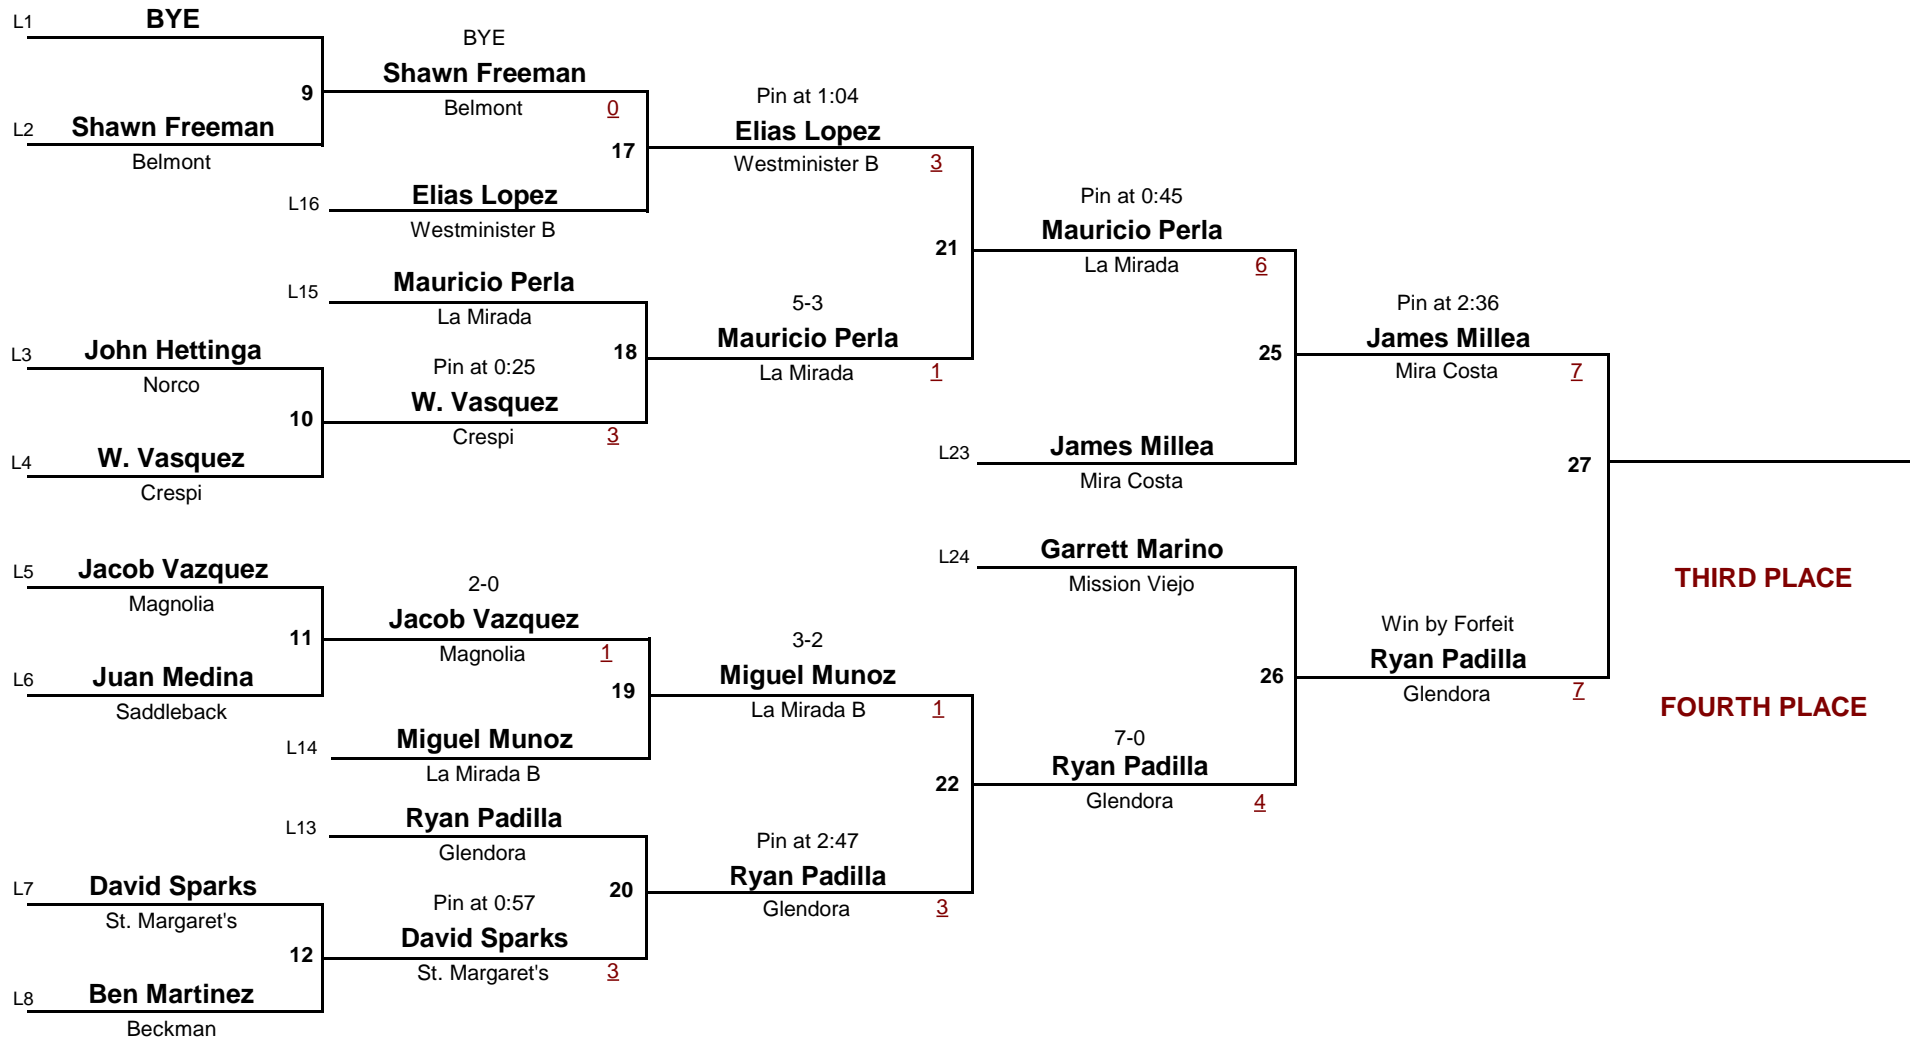 L1
BYE
9
L2
Shawn Freeman
Belmont
BYE
Shawn Freeman
Belmont
0
17
L16
Elias Lopez
Westminister B
L15
Mauricio Perla
La Mirada
L3
John Hettinga
Norco
10
L4
W. Vasquez
Crespi
Pin at 0:25
W. Vasquez
Crespi
3
18
Pin at 1:04
Elias Lopez
Westminister B
3
21
5-3
Mauricio Perla
La Mirada
1
Pin at 0:45
Mauricio Perla
La Mirada
6
25
L23
James Millea
Mira Costa
Pin at 2:36
James Millea
Mira Costa
7
27
L5
Jacob Vazquez
Magnolia
11
L6
Juan Medina
Saddleback
2-0
Jacob Vazquez
Magnolia
1
19
L14
Miguel Munoz
La Mirada B
L13
Ryan Padilla
Glendora
L7
David Sparks
St. Margaret's
12
L8
Ben Martinez
Beckman
Pin at 0:57
David Sparks
St. Margaret's
3
20
3-2
Miguel Munoz
La Mirada B
1
22
Pin at 2:47
Ryan Padilla
Glendora
3
L24
Garrett Marino
Mission Viejo
26
7-0
Ryan Padilla
Glendora
4
Win by Forfeit
Ryan Padilla
Glendora
7
THIRD PLACE
FOURTH PLACE